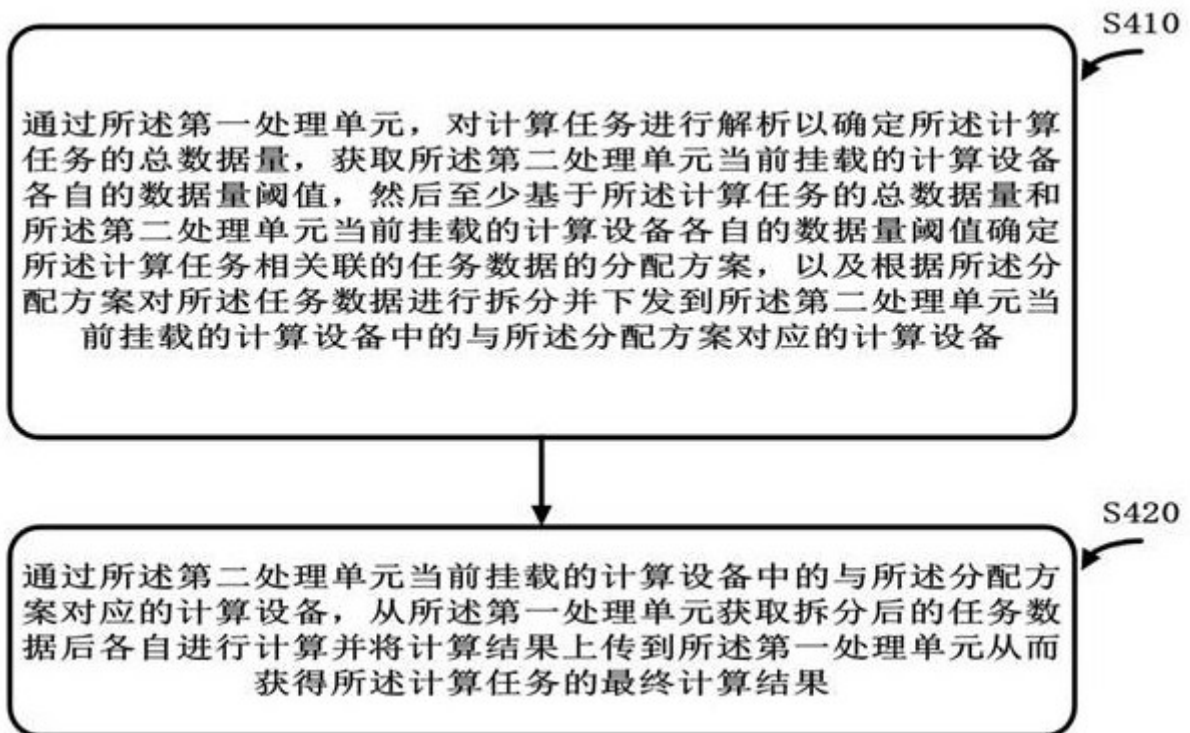 S410
通过所述第一处理单元，对计算任务进行解析以确定所述计算
任务的总数据量，获取所述第二处理单元当前挂载的计算设备
各自的数据量阈值，然后至少基于所述计算任务的总数据量和
所述第二处理单元当前挂载的计算设备各自的数据量阈值确定
所述计算任务相关联的任务数据的分配方案，以及根据所述分
配方案对所述任务数据进行拆分并下发到所述第二处理单元当
前挂载的计算设备中的与所述分配方案对应的计算设备
S420
通过所述第二处理单元当前挂载的计算设备中的与所述分配方
案对应的计算设备，从所述第一处理单元获取拆分后的任务数
据后各自进行计算并将计算结果上传到所述第一处理单元从而
获得所述计算任务的最终计算结果